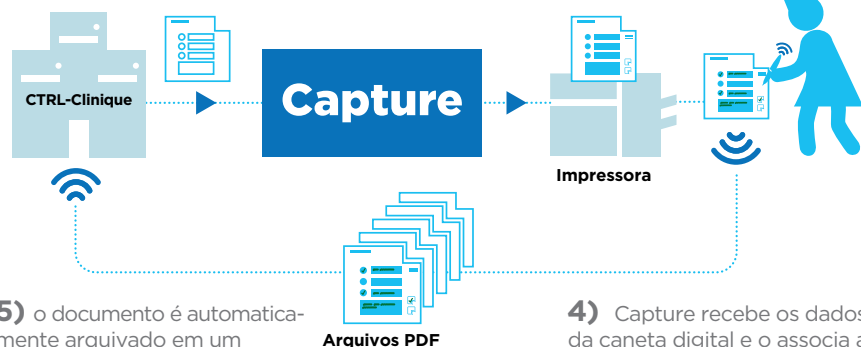 CTRL-Clinique
Capture
Impressora
5) o documento é automatica-
mente arquivado em um
Arquivos PDF
4) Capture recebe os dados
da caneta digital e o associa a